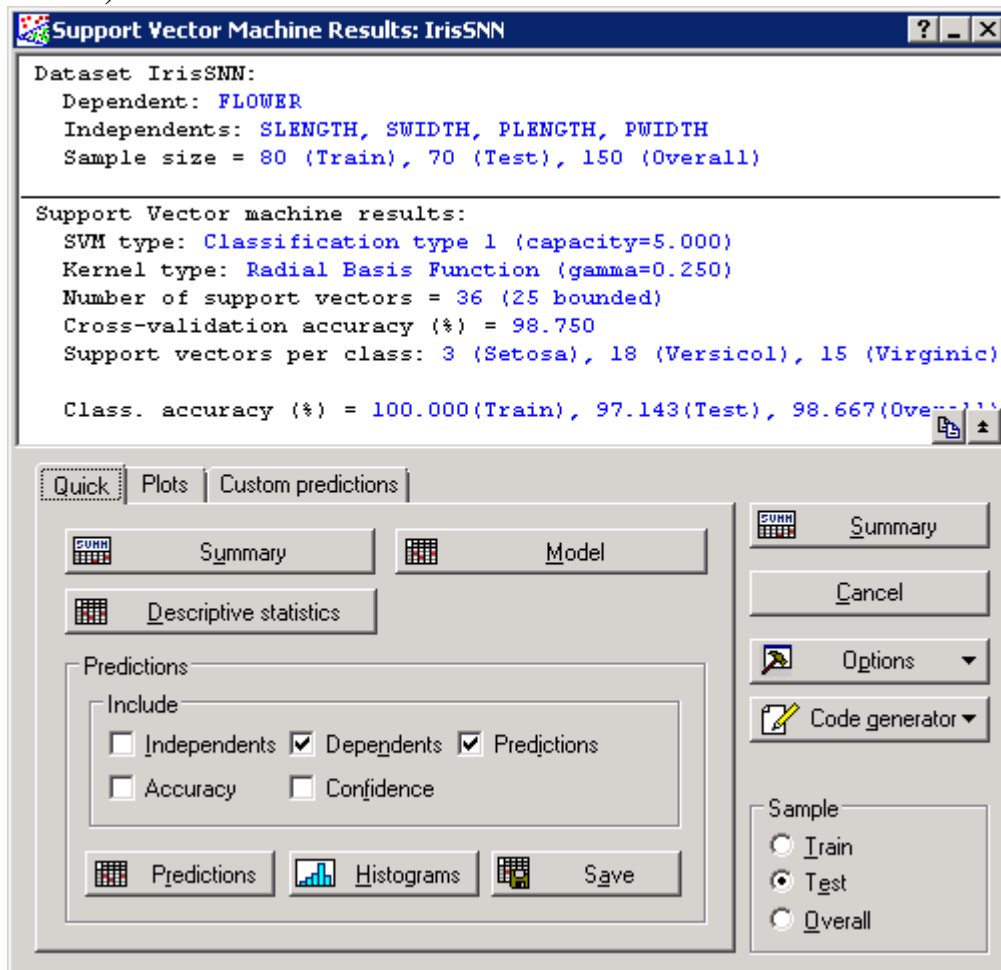 Support Vector Machine Results: IrisSNN
Dataset IrisSNN:
Dependent: FLOWER
Independents: SLENGTH, SWIDTH, PLENGTH, PWIDTH
Sample size = 80 (Train), 70 (Test), 150 (Overall)
Support Vector machine results:
SVM type: Classification type 1 (capacity=5.000)
Kernel type: Radial Basis Function (gamma=0.250)
Number of support vectors = 36 (25 bounded)
Cross-validation accuracy (%) = 98.750
Support vectors per class: 3 (Setosa), 18 (Versicol), 15 (Virginic)
Class. accuracy (%) = 100.000(Train), 97.143(Test), 98.667(Overall)
Quick Plots Custom predictions
SUMM Summary Model
Descriptive statistics
SUMM Summary
Cancel
Options
Code generator
Predictions
Include
Independents Dependents Predictions
Accuracy Confidence
Predictions Histograms Save
Sample
Train
Test
Overall